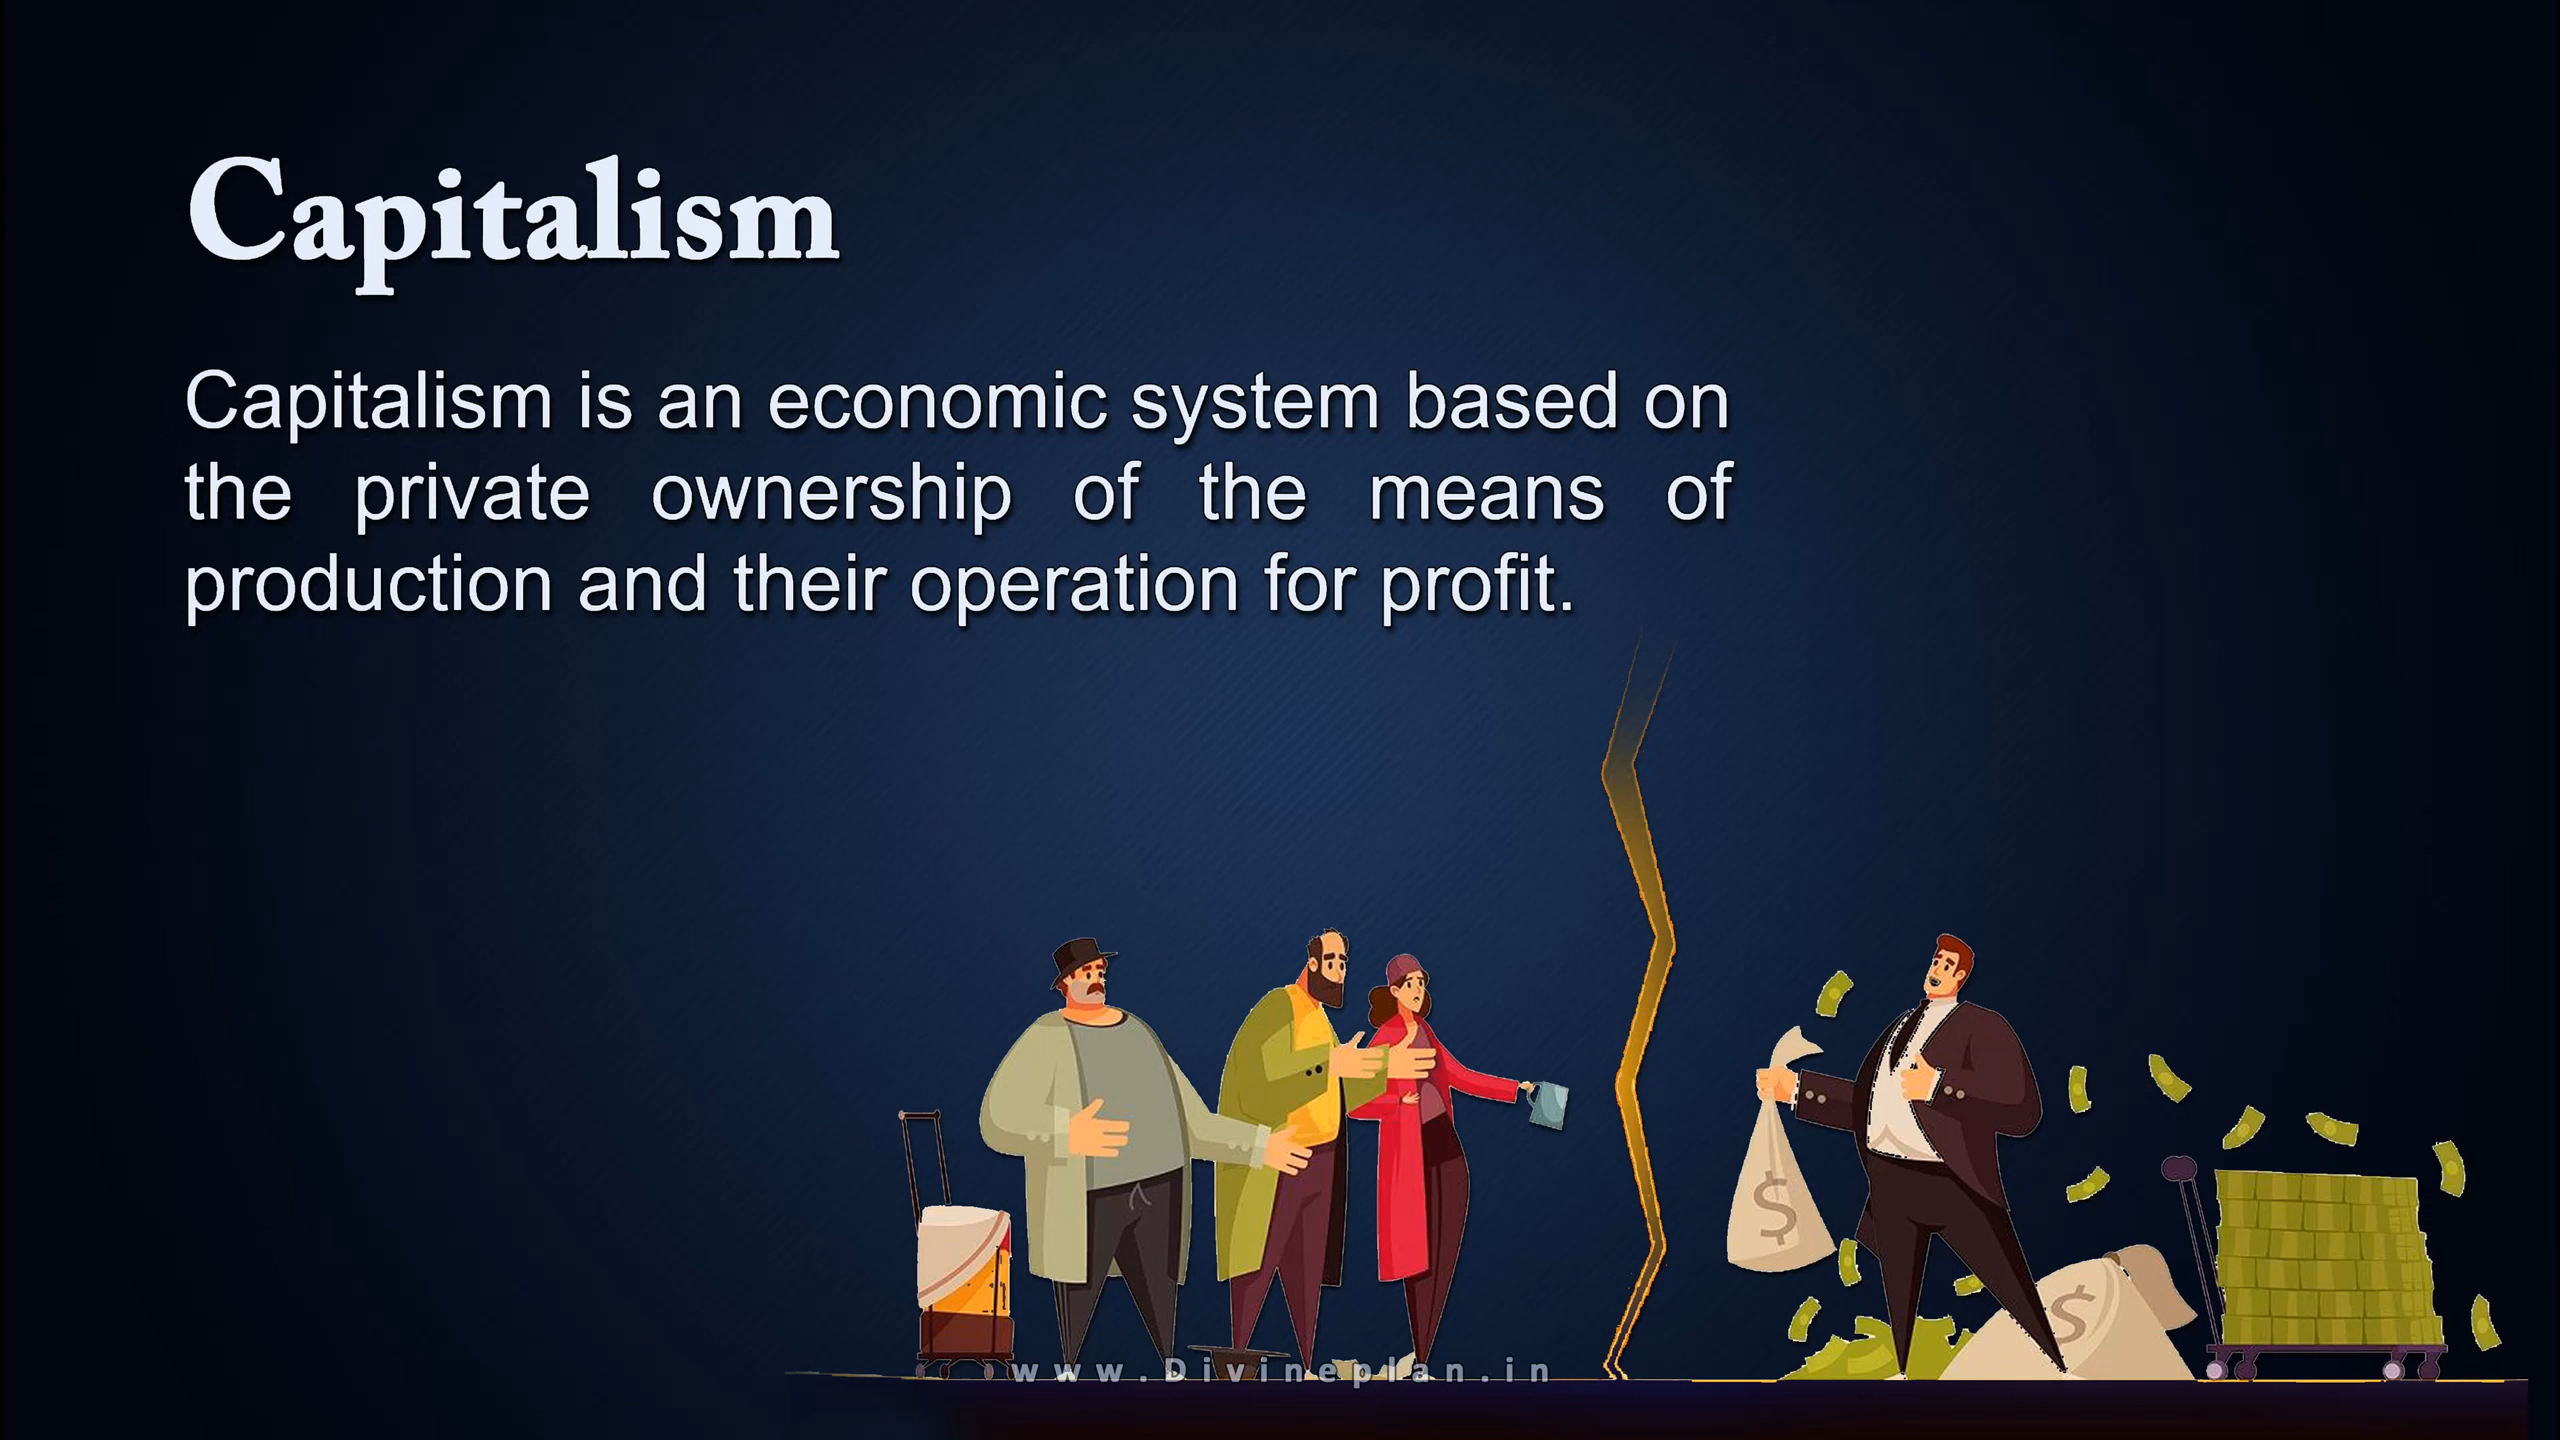 Capitalism
Capitalism is an economic system based on
the private ownership of the means of
production and their operation for profit.
$
$
www.Divineplan.in